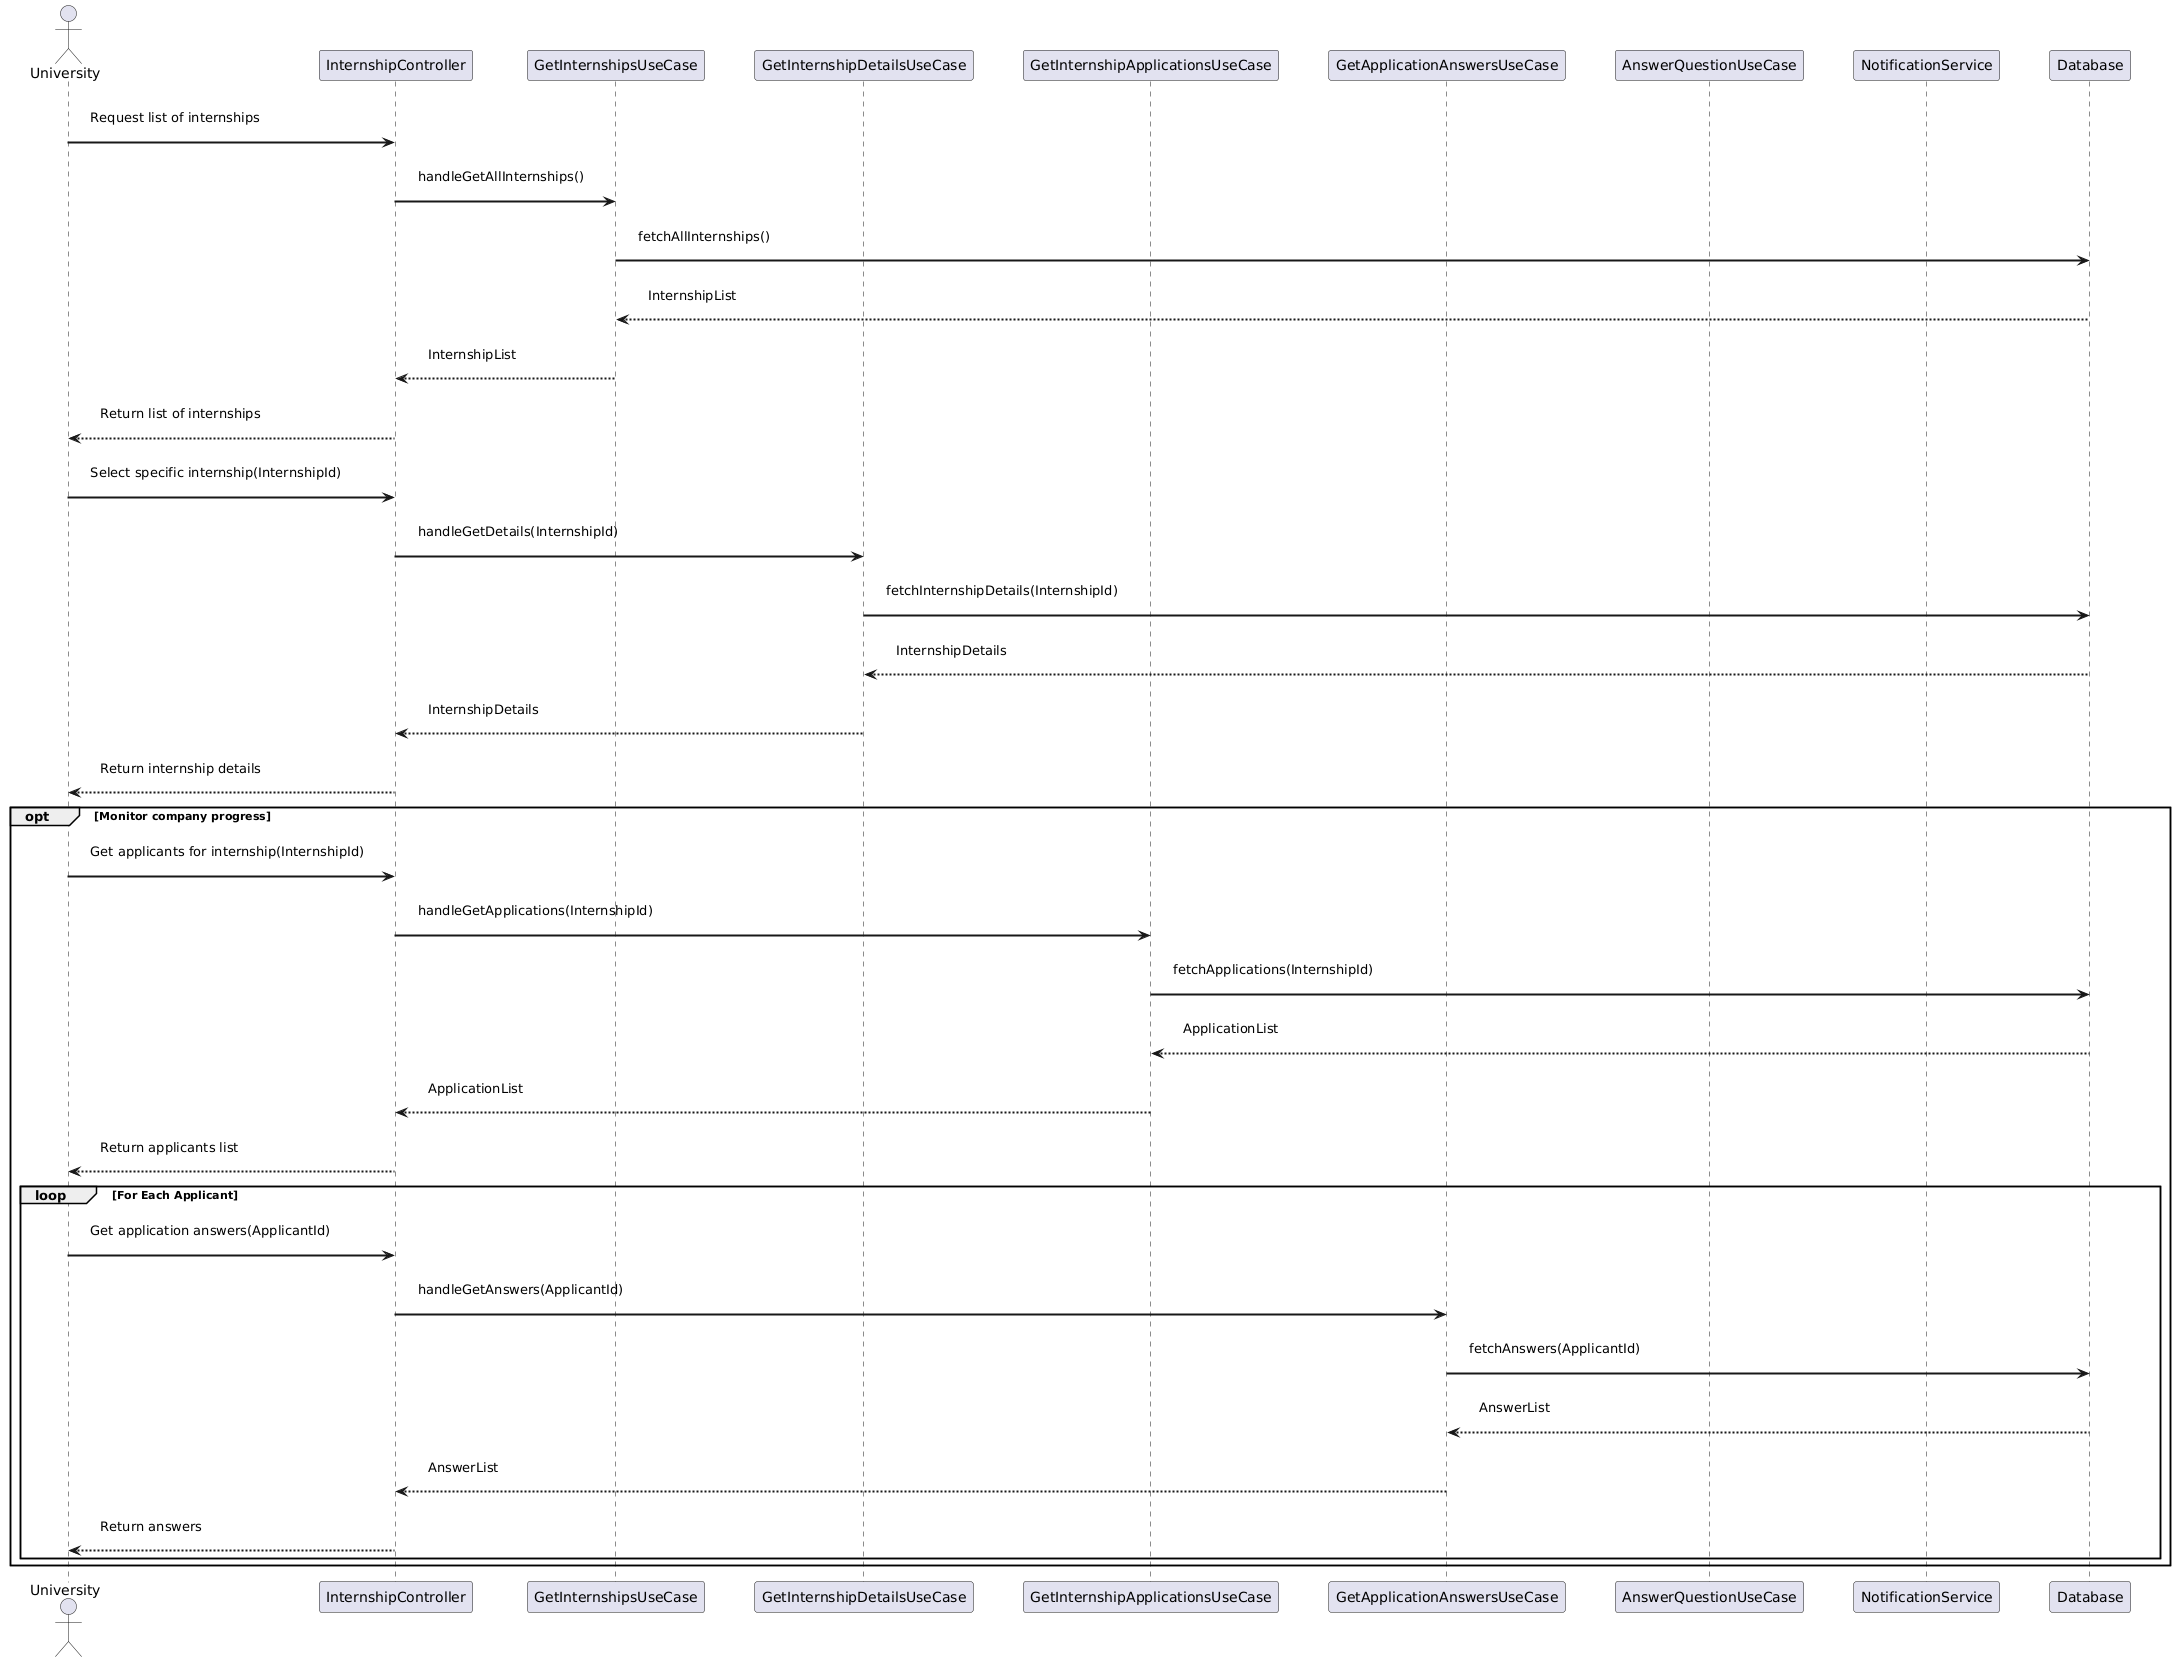 University
InternshipController
GetInternshipsUseCase
GetInternshipDetailsUseCase
GetInternshipApplicationsUseCase
GetApplicationAnswersUseCase
AnswerQuestionUseCase
NotificationService
Database
Request list of internships
handleGetAllInternships()
fetchAllInternships()
InternshipList
InternshipList
Return list of internships
Select specific internship(InternshipId)
handleGetDetails(InternshipId)
fetchInternshipDetails(InternshipId)
InternshipDetails
InternshipDetails
Return internship details
opt [Monitor company progress]
Get applicants for internship(InternshipId)
handleGetApplications(InternshipId)
fetchApplications(InternshipId)
ApplicationList
ApplicationList
Return applicants list
loop [For Each Applicant]
Get application answers(ApplicantId)
handleGetAnswers(ApplicantId)
fetchAnswers(ApplicantId)
AnswerList
AnswerList
Return answers
University
InternshipController
GetInternshipsUseCase
GetInternshipDetailsUseCase
GetInternshipApplicationsUseCase
GetApplicationAnswersUseCase
AnswerQuestionUseCase
NotificationService
Database